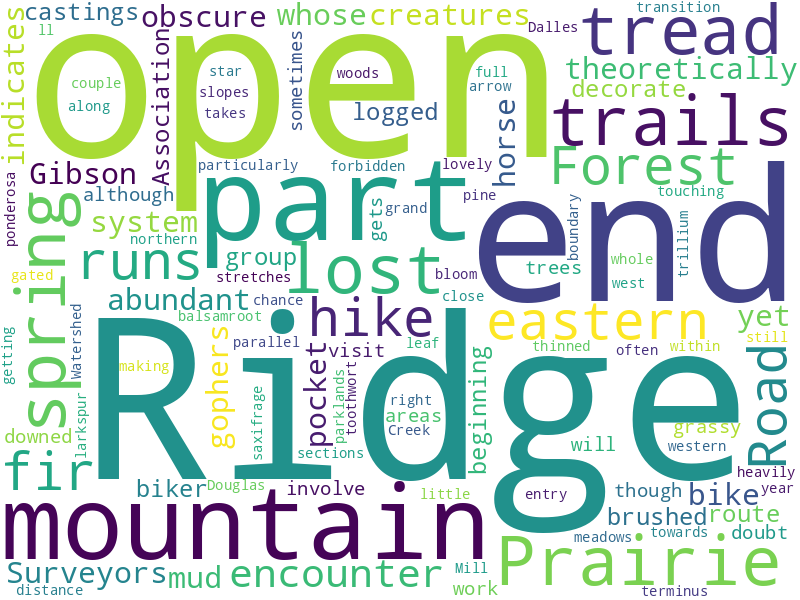 castings obscure whose creatures tread transition
ll Dalles
indicates open theoretically
couple star woods full
along slopes arrow decorate
takes Association sometimes logged horse trails
Gibson particularly forbidden lovely Forest
although part pine touching
ponderosa spring system gets grand end boundary trillium
northern group lost whole
runs stretches bloom trees west
gated abundant chance close
balsamroot hike eastern yet
Watershed Ridge parallel leaf thinned often within still
getting making gophers pocket visit
saxifrage toothwort parklands right areas beginning Road
larkspur Creek grassy
downed sections will western
fir heavily
biker Douglas involve little entry though bike year
mountain brushed route
meadows towards doubt
Surveyors mud encounter Mill Prairie
distance work terminus